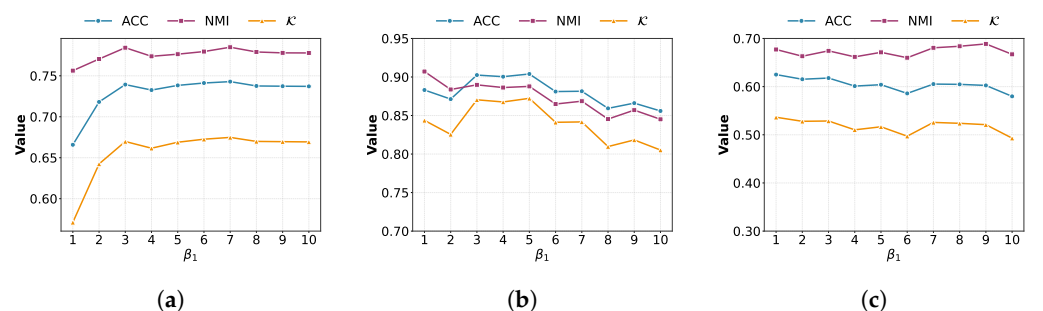 ACC NMI 𝒦
Value
0.75
0.70
0.65
0.60
1 2 3 4 5 6 7 8 9 10
β₁
(a)
ACC NMI 𝒦
Value
0.95
0.90
0.85
0.80
0.75
0.70
1 2 3 4 5 6 7 8 9 10
β₁
(b)
ACC NMI 𝒦
Value
0.70
0.60
0.50
0.40
0.30
1 2 3 4 5 6 7 8 9 10
β₁
(c)